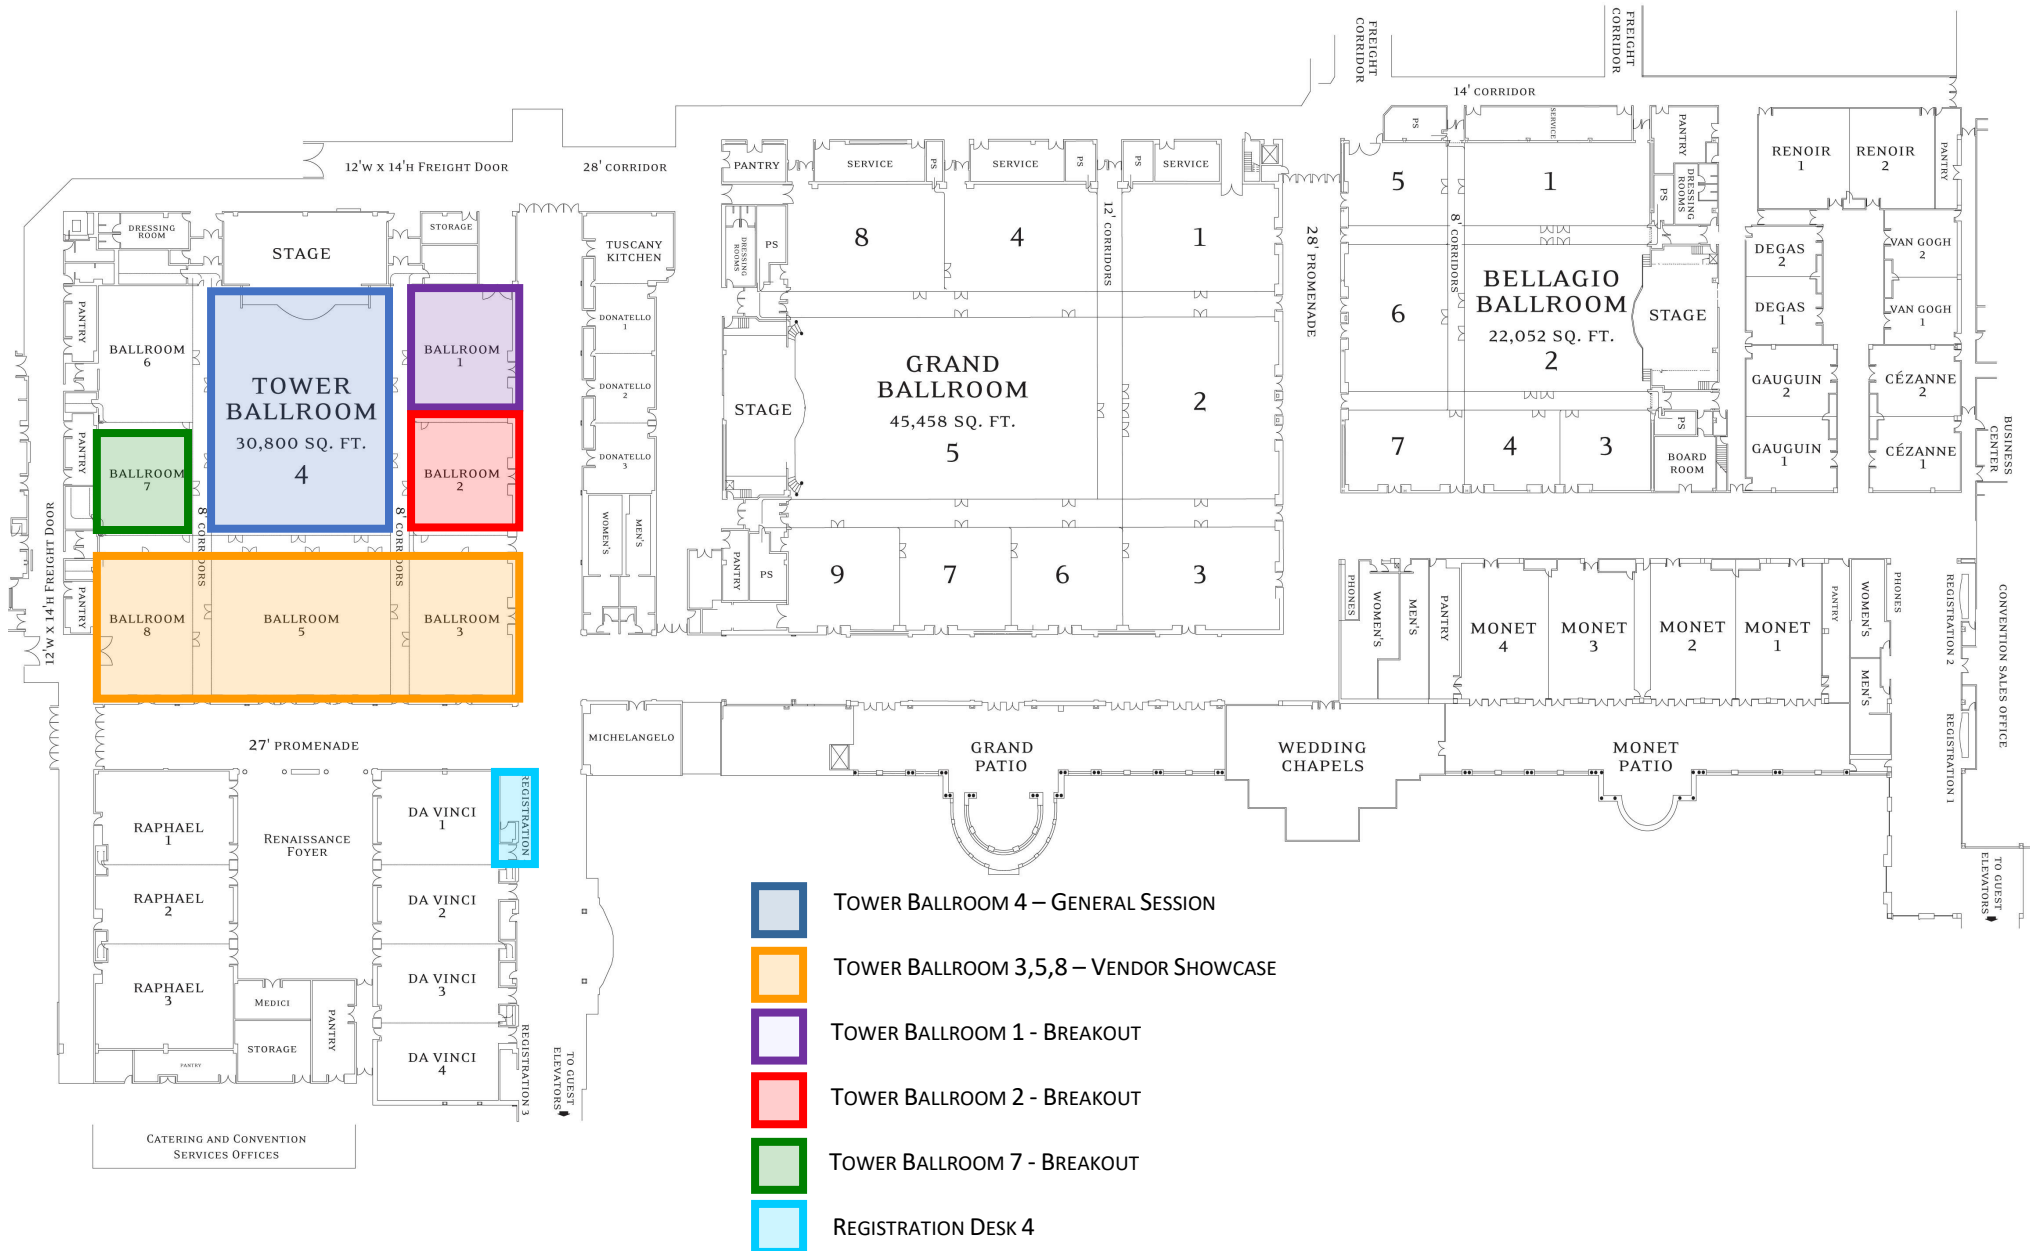 FREIGHT
CORRIDOR
FREIGHT
CORRIDOR
14' CORRIDOR
12'W X 14'H FREIGHT DOOR
28' CORRIDOR
DRESSING
ROOM
STAGE
STORAGE
TUSCANY
KITCHEN
PANTRY
BALLROOM
6
TOWER
BALLROOM
30,800 SQ. FT.
4
BALLROOM
1
DONATELLO
1
DONATELLO
2
DONATELLO
3
PANTRY
BALLROOM
7
BALLROOM
2
8' CORRIDORS
8' CORRIDORS
WOMEN'S
MEN'S
12'W X 14'H FREIGHT DOOR
PANTRY
BALLROOM
8
BALLROOM
5
BALLROOM
3
27' PROMENADE
RAPHAEL
1
RAPHAEL
2
RAPHAEL
3
RENAISSANCE
FOYER
MEDICI
STORAGE
PANTRY
PANTRY
DA VINCI
1
DA VINCI
2
DA VINCI
3
DA VINCI
4
REGISTRATION
REGISTRATION 3
TO GUEST
ELEVATORS
CATERING AND CONVENTION
SERVICES OFFICES
PANTRY
SERVICE
PS
SERVICE
PS
PS
SERVICE
DRESSING
ROOMS
PS
8
4
12' CORRIDORS
1
28' PROMENADE
STAGE
GRAND
BALLROOM
45,458 SQ. FT.
5
2
PANTRY
PS
9
7
6
3
MICHELANGELO
GRAND
PATIO
WEDDING
CHAPELS
MONET
PATIO
PS
SERVICE
PANTRY
5
1
PS
DRESSING
ROOMS
8' CORRIDORS
6
BELLAGIO
BALLROOM
22,052 SQ. FT.
2
STAGE
7
4
3
PS
BOARD
ROOM
RENOIR
1
RENOIR
2
PANTRY
DEGAS
2
DEGAS
1
VAN GOGH
2
VAN GOGH
1
GAUGUIN
2
GAUGUIN
1
CÉZANNE
2
CÉZANNE
1
BUSINESS
CENTER
PHONES
WOMEN'S
MEN'S
PANTRY
MONET
4
MONET
3
MONET
2
MONET
1
PANTRY
WOMEN'S
MEN'S
PHONES
REGISTRATION 2
REGISTRATION 1
CONVENTION SALES OFFICE
TO GUEST
ELEVATORS
TOWER BALLROOM 4 – GENERAL SESSION
TOWER BALLROOM 3,5,8 – VENDOR SHOWCASE
TOWER BALLROOM 1 - BREAKOUT
TOWER BALLROOM 2 - BREAKOUT
TOWER BALLROOM 7 - BREAKOUT
REGISTRATION DESK 4